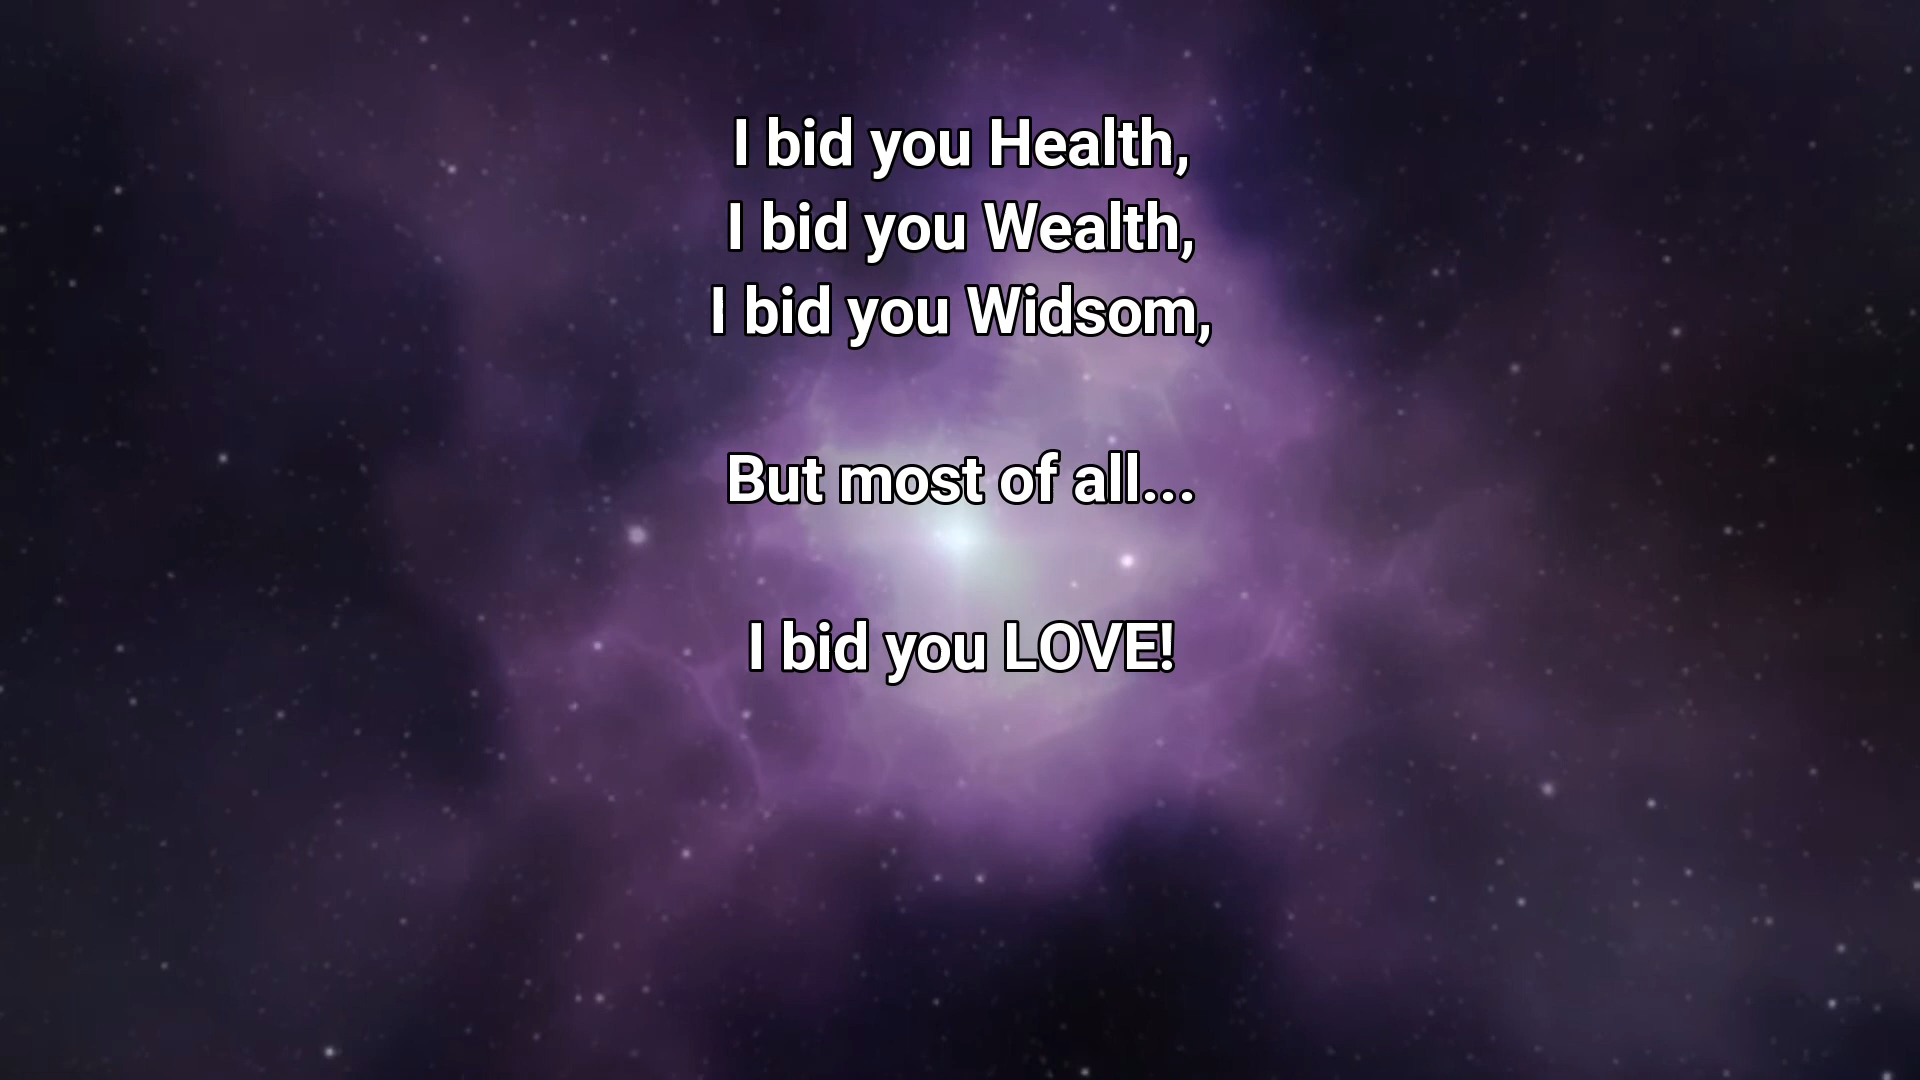 I bid you Health,
I bid you Wealth,
I bid you Widsom,
But most of all...
I bid you LOVE!